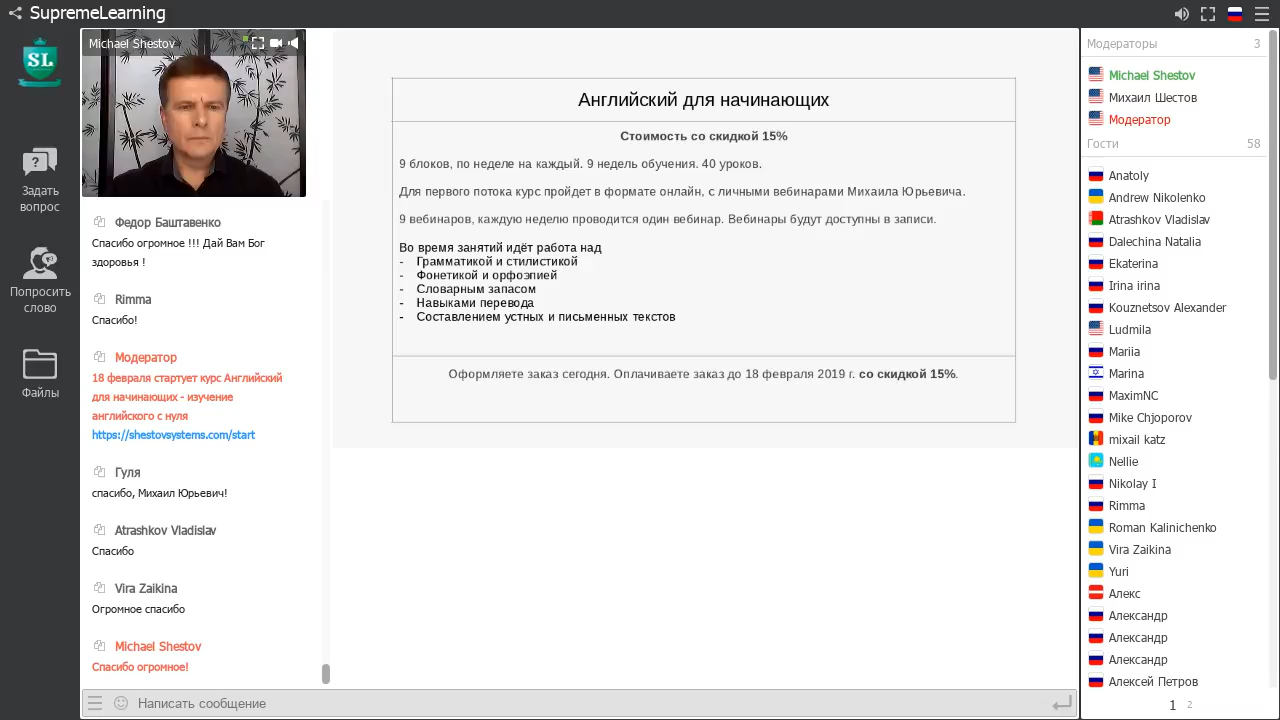 SupremeLearning
SL
Задать
вопрос
Попросить
слово
Файлы
Michael Shestov
Федор Баштавенко
Спасибо огромное !!! Дай Вам Бог
здоровья !
Rimma
Спасибо!
Модератор
18 февраля стартует курс Английский
для начинающих - изучение
английского с нуля
https://shestovsystems.com/start
Гуля
спасибо, Михаил Юрьевич!
Atrashkov Vladislav
Спасибо
Vira Zaikina
Огромное спасибо
Michael Shestov
Спасибо огромное!
Написать сообщение
Английский для начинающих
Стоимость со скидкой 15%
9 блоков, по неделе на каждый. 9 недель обучения. 40 уроков.
Для первого потока курс пройдет в формате онлайн, с личными вебинарами Михаила Юрьевича.
9 вебинаров, каждую неделю проводится один вебинар. Вебинары будут доступны в записи.
Во время занятий идёт работа над
Грамматикой и стилистикой
Фонетикой и орфоэпией
Словарным запасом
Навыками перевода
Составлением устных и письменных текстов
Оформляете заказ сегодня. Оплачиваете заказ до 18 февраля 2019 г. со скидкой 15%.
Модераторы 3
Michael Shestov
Михаил Шестов
Модератор
Гости 58
Anatoly
Andrew Nikolenko
Atrashkov Vladislav
Dalechina Natalia
Ekaterina
Irina irina
Kouznetsov Alexander
Ludmila
Mariia
Marina
MaximNC
Mike Chjoporov
mixail katz
Nellie
Nikolay I
Rimma
Roman Kalinichenko
Vira Zaikina
Yuri
Алекс
Александр
Александр
Александр
Алексей Петров
1 2